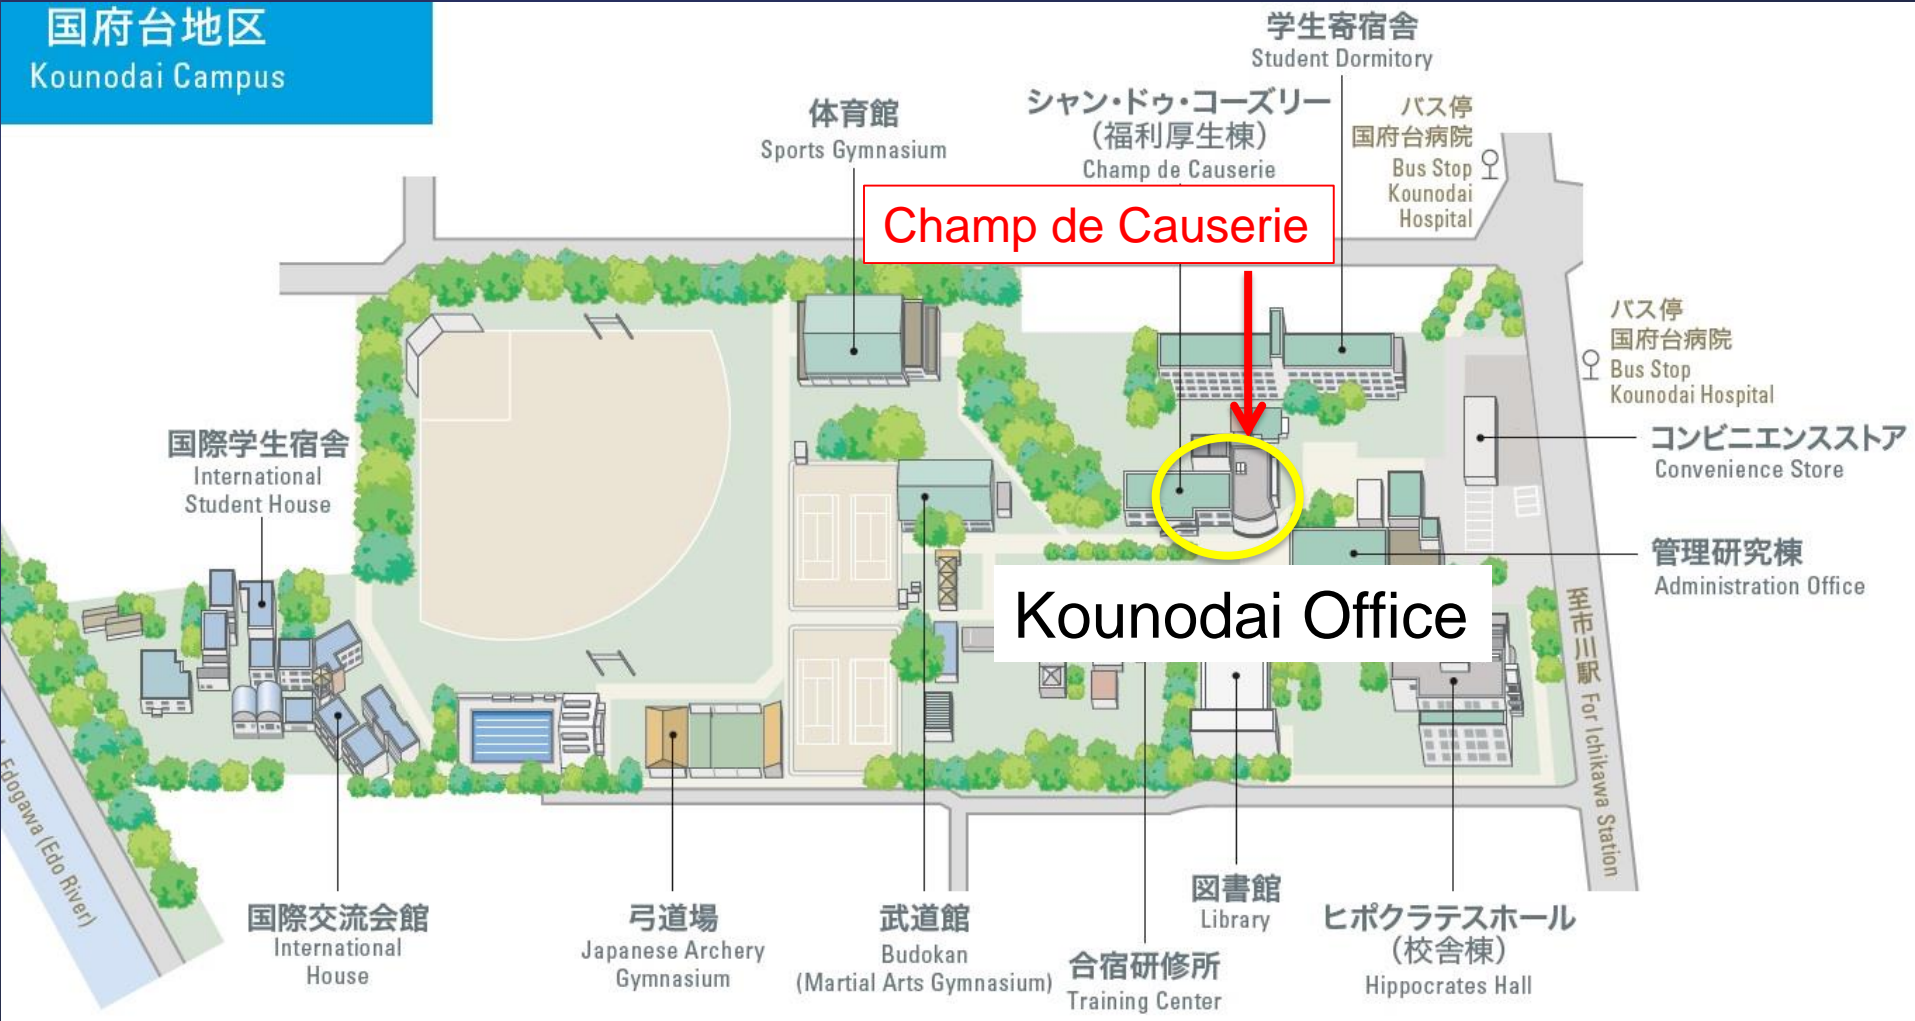 国府台地区
Kounodai Campus
学生寄宿舎
Student Dormitory
シャン・ドゥ・コーズリー
（福利厚生棟）
Champ de Causerie
体育館
Sports Gymnasium
バス停
国府台病院
Bus Stop
Kounodai
Hospital
Champ de Causerie
バス停
国府台病院
Bus Stop
Kounodai Hospital
コンビニエンスストア
Convenience Store
国際学生宿舎
International
Student House
管理研究棟
Administration Office
Kounodai Office
至市川駅 For Ichikawa Station
Edogawa (Edo River)
国際交流会館
International
House
弓道場
Japanese Archery
Gymnasium
武道館
Budokan
(Martial Arts Gymnasium)
合宿研修所
Training Center
図書館
Library
ヒポクラテスホール
（校舎棟）
Hippocrates Hall